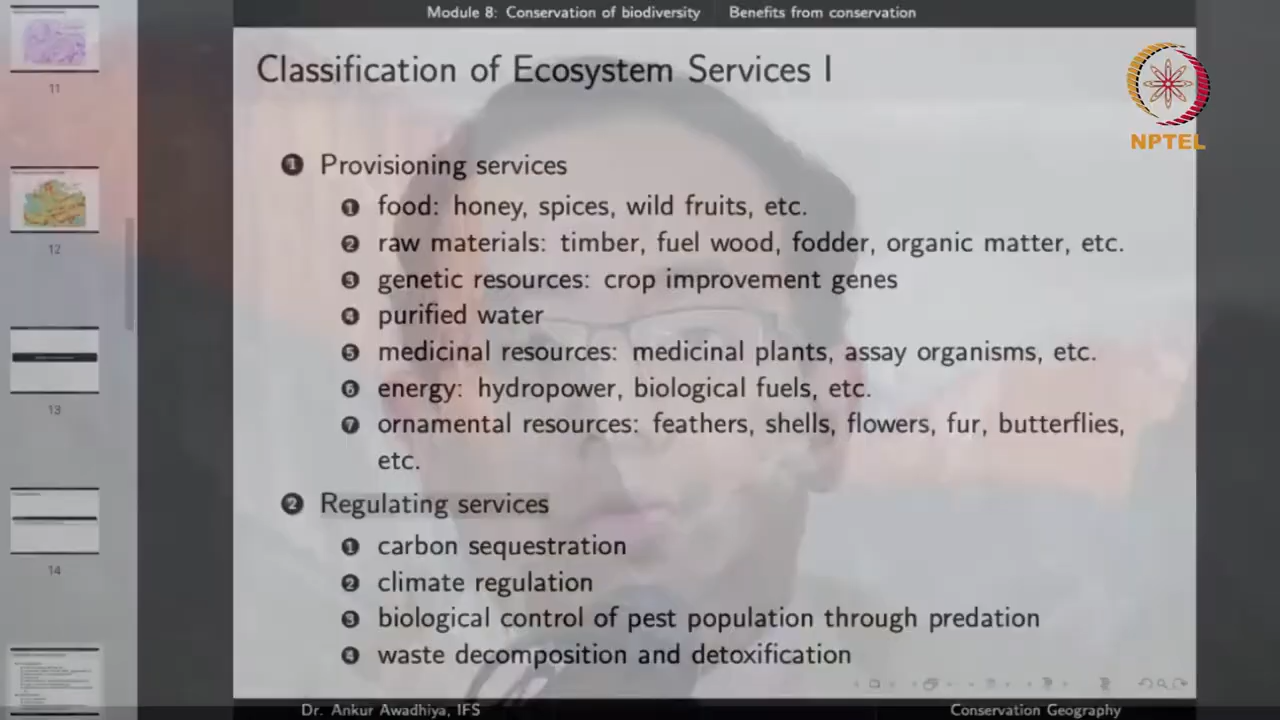 Module 8: Conservation of biodiversity Benefits from conservation
Classification of Ecosystem Services I
NPTEL
1 Provisioning services
1 food: honey, spices, wild fruits, etc.
2 raw materials: timber, fuel wood, fodder, organic matter, etc.
3 genetic resources: crop improvement genes
4 purified water
5 medicinal resources: medicinal plants, assay organisms, etc.
6 energy: hydropower, biological fuels, etc.
7 ornamental resources: feathers, shells, flowers, fur, butterflies,
etc.
2 Regulating services
1 carbon sequestration
2 climate regulation
3 biological control of pest population through predation
4 waste decomposition and detoxification
Dr. Ankur Awadhiya, IFS Conservation Geography
11
12
13
14